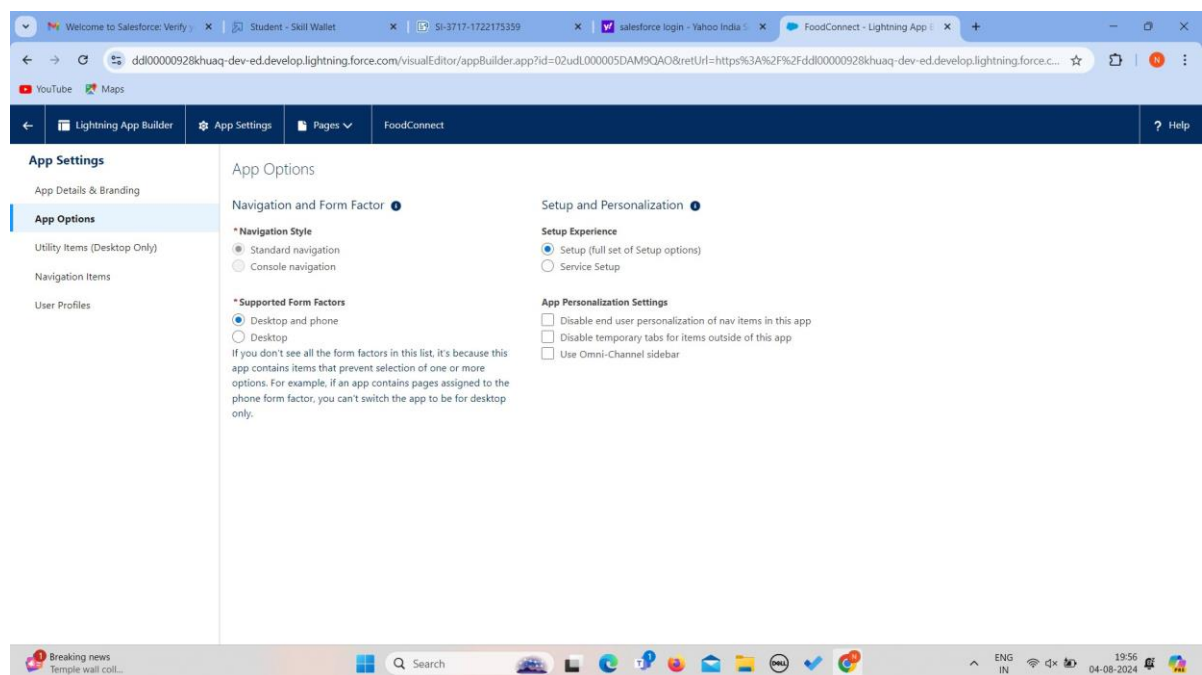 Welcome to Salesforce: Verify y
Student - Skill Wallet
SI-3717-1722175359
salesforce login - Yahoo India S
FoodConnect - Lightning App E
ddl00000928khuaq-dev-ed.develop.lightning.force.com/visualEditor/appBuilder.app?id=02udL000005DAM9QAO&retUrl=https%3A%2F%2Fddl00000928khuaq-dev-ed.develop.lightning.force.c...
N
YouTube
Maps
Lightning App Builder
App Settings
Pages
FoodConnect
? Help
App Settings
App Details & Branding
App Options
Utility Items (Desktop Only)
Navigation Items
User Profiles
App Options
Navigation and Form Factor
*Navigation Style
Standard navigation
Console navigation
*Supported Form Factors
Desktop and phone
Desktop
If you don't see all the form factors in this list, it's because this
app contains items that prevent selection of one or more
options. For example, if an app contains pages assigned to the
phone form factor, you can't switch the app to be for desktop
only.
Setup and Personalization
Setup Experience
Setup (full set of Setup options)
Service Setup
App Personalization Settings
Disable end user personalization of nav items in this app
Disable temporary tabs for items outside of this app
Use Omni-Channel sidebar
Breaking news
Temple wall coll...
Search
DELL
ENG
IN
19:56
04-08-2024